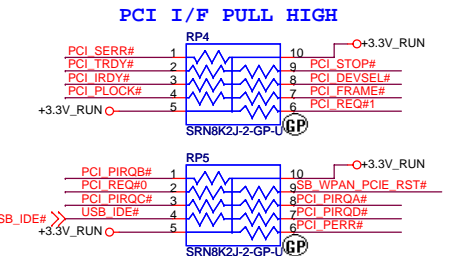 PCI I/F PULL HIGH
RP4
PCI_SERR# 1 10 +3.3V_RUN
PCI_TRDY# 2 9 PCI_STOP#
PCI_IRDY# 3 8 PCI_DEVSEL#
PCI_PLOCK# 4 7 PCI_FRAME#
+3.3V_RUN 5 6 PCI_REQ#1
SRN8K2J-2-GP-U GP
RP5
PCI_PIRQB# 1 10 +3.3V_RUN
PCI_REQ#0 2 9 SB_WPAN_PCIE_RST#
PCI_PIRQC# 3 8 PCI_PIRQA#
SB_IDE# USB_IDE# 4 7 PCI_PIRQD#
+3.3V_RUN 5 6 PCI_PERR#
SRN8K2J-2-GP-U GP